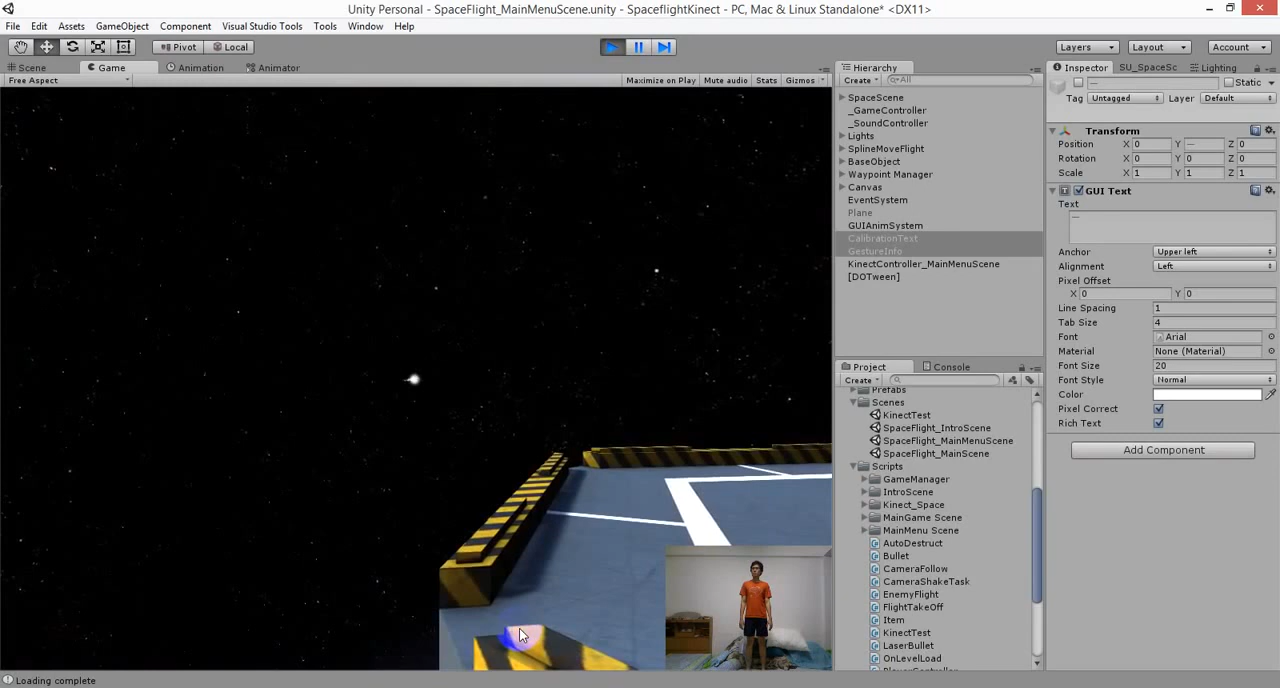 Unity Personal - SpaceFlight_MainMenuScene.unity - SpaceflightKinect - PC, Mac & Linux Standalone* <DX11>
File Edit Assets GameObject Component Visual Studio Tools Tools Window Help
Pivot Local Layers Layout Account
Scene Game Animation Animator
Free Aspect Maximize on Play Mute audio Stats Gizmos
Hierarchy
Create All
SpaceScene
_GameController
_SoundController
Lights
SplineMoveFlight
BaseObject
Waypoint Manager
Canvas
EventSystem
Plane
GUIAnimSystem
CalibrationText
GestureInfo
KinectController_MainMenuScene
[DOTween]
Project Console
Create
Prefabs
Scenes
KinectTest
SpaceFlight_IntroScene
SpaceFlight_MainMenuScene
SpaceFlight_MainScene
Scripts
GameManager
IntroScene
Kinect_Space
MainGame Scene
MainMenu Scene
AutoDestruct
Bullet
CameraFollow
CameraShakeTask
EnemyFlight
FlightTakeOff
Item
KinectTest
LaserBullet
OnLevelLoad
PlayerController
Inspector SU_SpaceSc Lighting
— Static
Tag Untagged Layer Default
Transform
Position X 0 Y — Z 0
Rotation X 0 Y 0 Z 0
Scale X 1 Y 1 Z 1
GUI Text
Text
—
Anchor Upper left
Alignment Left
Pixel Offset
X 0 Y 0
Line Spacing 1
Tab Size 4
Font Arial
Material None (Material)
Font Size 20
Font Style Normal
Color
Pixel Correct
Rich Text
Add Component
Loading complete